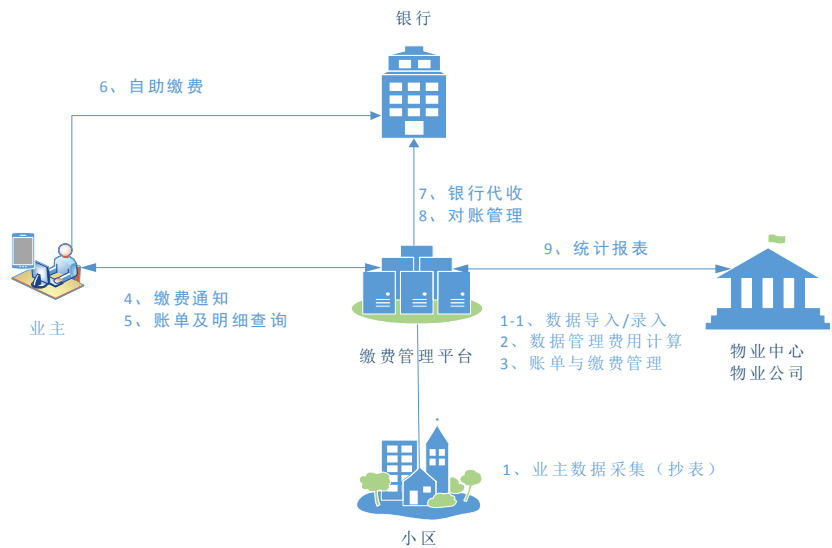 银行
6、自助缴费
7、银行代收
8、对账管理
9、统计报表
4、缴费通知
5、账单及明细查询
业主
1-1、数据导入/录入
2、数据管理费用计算
3、账单与缴费管理
缴费管理平台
物业中心
物业公司
1、业主数据采集（抄表）
小区